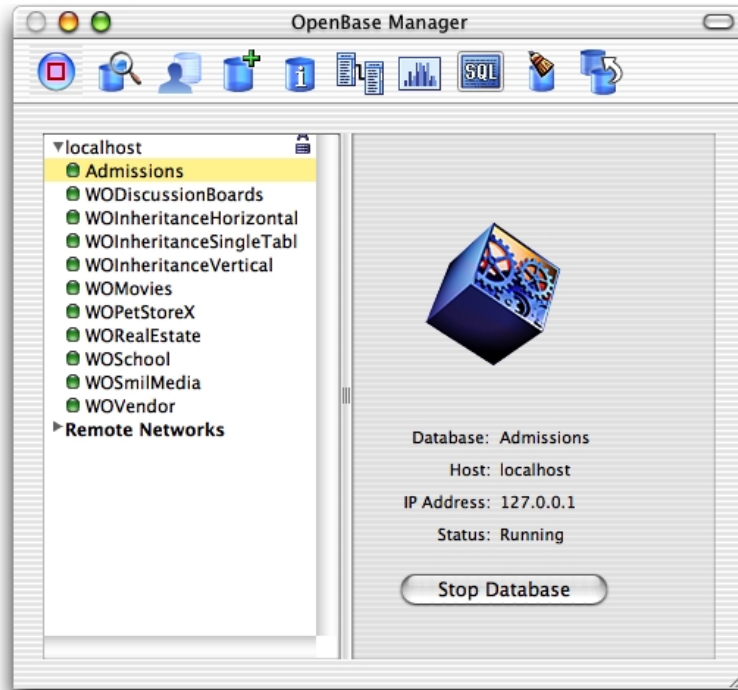 OpenBase Manager
SQL
localhost
Admissions
WODiscussionBoards
WOInheritanceHorizontal
WOInheritanceSingleTabl
WOInheritanceVertical
WOMovies
WOPetStoreX
WORealEstate
WOSchool
WOSmilMedia
WOVendor
Remote Networks
Database: Admissions
Host: localhost
IP Address: 127.0.0.1
Status: Running
Stop Database